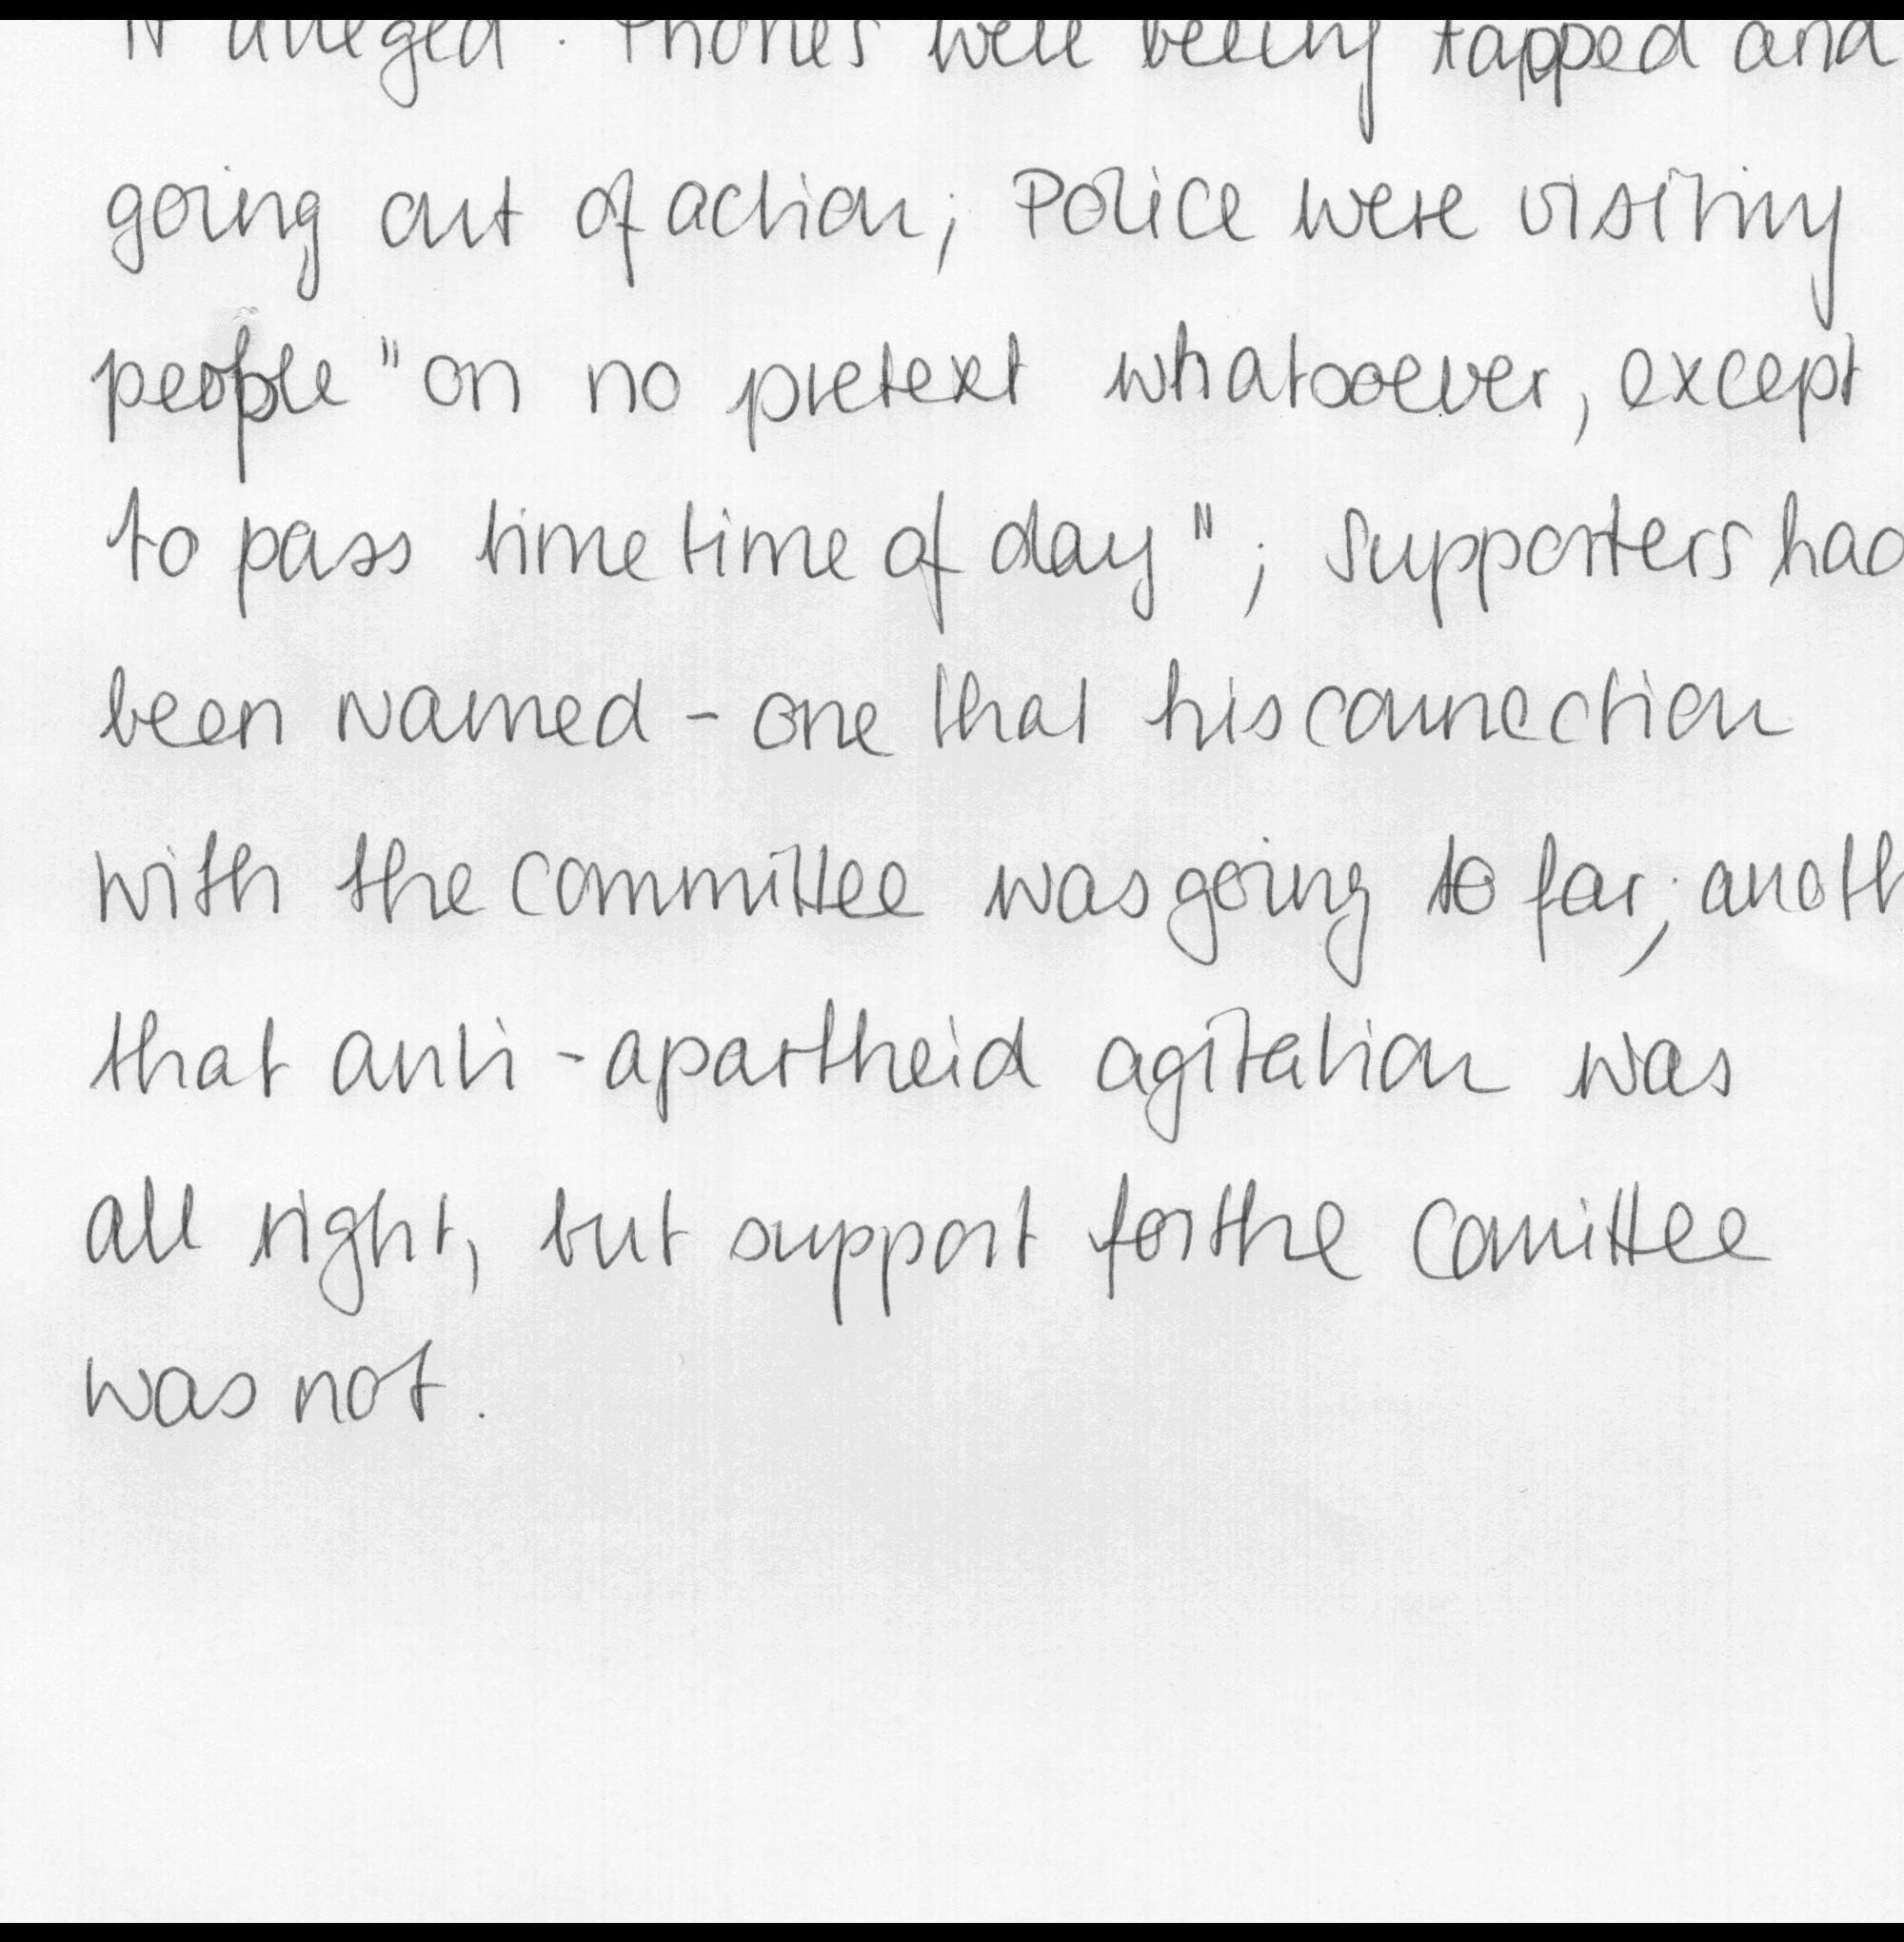 it alleged. Phones were being tapped and
going out of action; Police were visiting
people "on no pretext whatsoever, except
to pass time time of day"; supporters had
been named - one that his connection
with the committee was going to far; anoth
that anti-apartheid agitation was
all right, but support for the Comittee
was not.